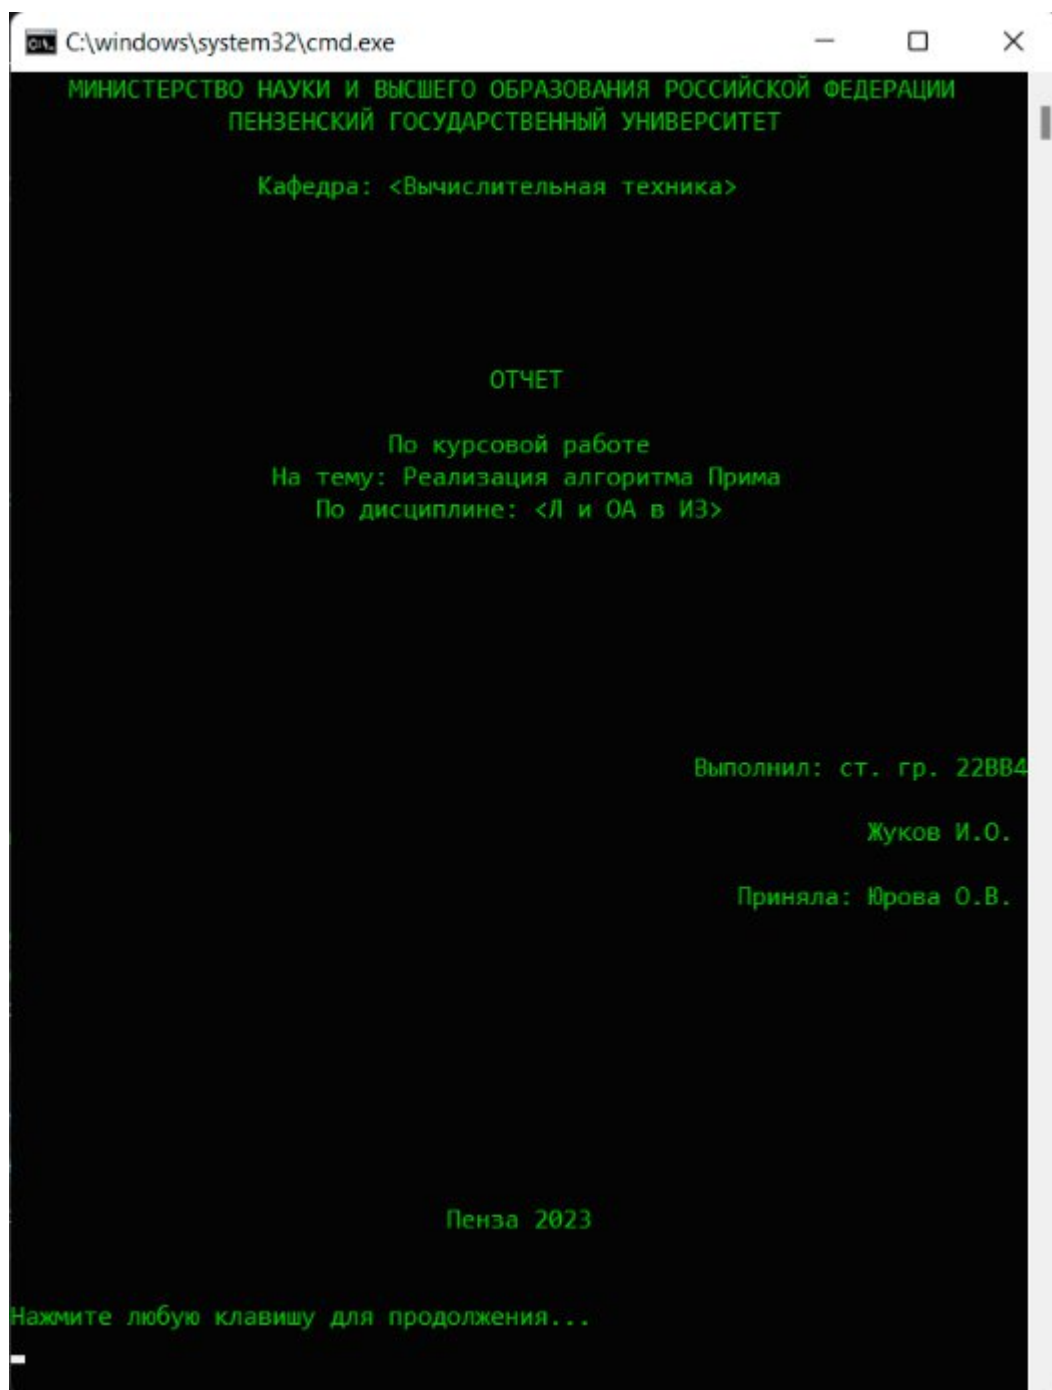 C:\windows\system32\cmd.exe
МИНИСТЕРСТВО НАУКИ И ВЫСШЕГО ОБРАЗОВАНИЯ РОССИЙСКОЙ ФЕДЕРАЦИИ
ПЕНЗЕНСКИЙ ГОСУДАРСТВЕННЫЙ УНИВЕРСИТЕТ
Кафедра: <Вычислительная техника>
ОТЧЕТ
По курсовой работе
На тему: Реализация алгоритма Прима
По дисциплине: <Л и ОА в ИЗ>
Выполнил: ст. гр. 22ВВ4
Жуков И.О.
Приняла: Юрова О.В.
Пенза 2023
Нажмите любую клавишу для продолжения...